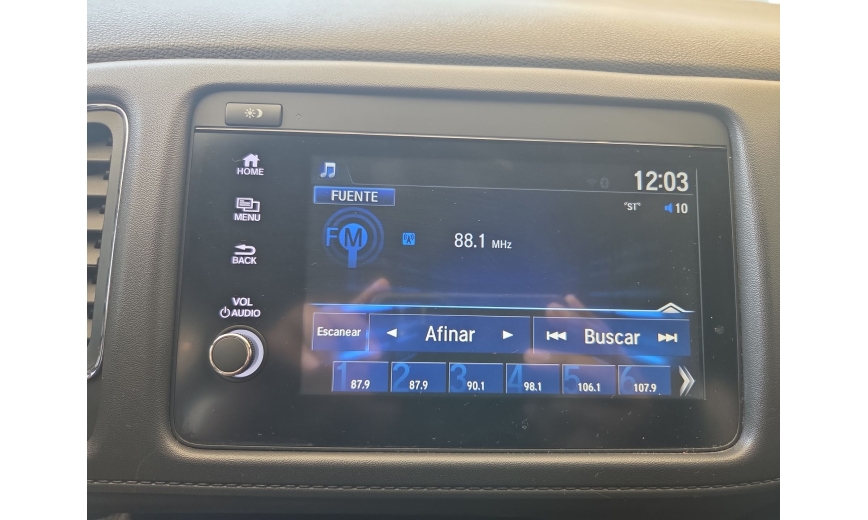 HOME
MENU
BACK
VOL
AUDIO
12:03
FUENTE
"ST"
10
FM
88.1 MHz
Escanear
Afinar
Buscar
1 87.9
2 87.9
3 90.1
4 98.1
5 106.1
6 107.9